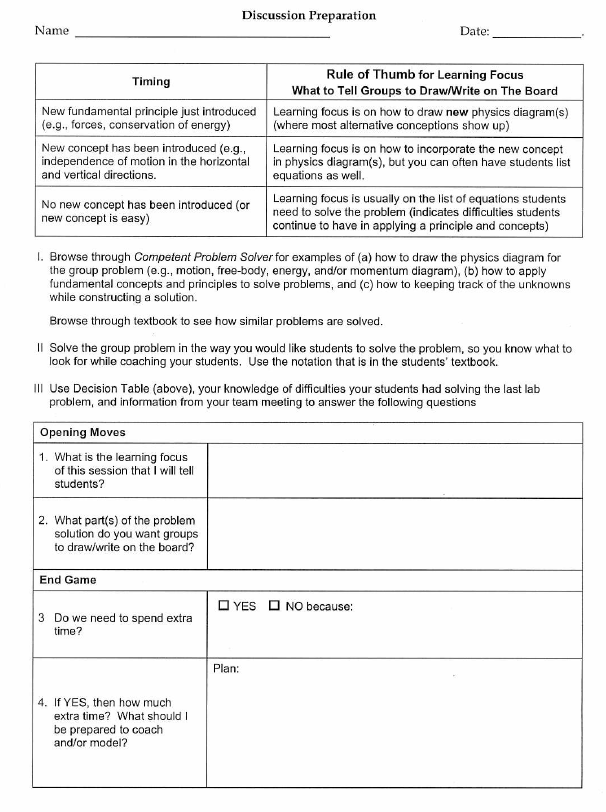 Discussion Preparation
Name
Date:
Timing
Rule of Thumb for Learning Focus
What to Tell Groups to Draw/Write on The Board
New fundamental principle just introduced
(e.g., forces, conservation of energy)
Learning focus is on how to draw new physics diagram(s)
(where most alternative conceptions show up)
New concept has been introduced (e.g.,
independence of motion in the horizontal
and vertical directions.
Learning focus is on how to incorporate the new concept
in physics diagram(s), but you can often have students list
equations as well.
No new concept has been introduced (or
new concept is easy)
Learning focus is usually on the list of equations students
need to solve the problem (indicates difficulties students
continue to have in applying a principle and concepts)
I. Browse through Competent Problem Solver for examples of (a) how to draw the physics diagram for
the group problem (e.g., motion, free-body, energy, and/or momentum diagram), (b) how to apply
fundamental concepts and principles to solve problems, and (c) how to keeping track of the unknowns
while constructing a solution.
Browse through textbook to see how similar problems are solved.
II Solve the group problem in the way you would like students to solve the problem, so you know what to
look for while coaching your students. Use the notation that is in the students' textbook.
III Use Decision Table (above), your knowledge of difficulties your students had solving the last lab
problem, and information from your team meeting to answer the following questions
Opening Moves
1. What is the learning focus
of this session that I will tell
students?
2. What part(s) of the problem
solution do you want groups
to draw/write on the board?
End Game
3 Do we need to spend extra
time?
☐ YES ☐ NO because:
4. If YES, then how much
extra time? What should I
be prepared to coach
and/or model?
Plan: